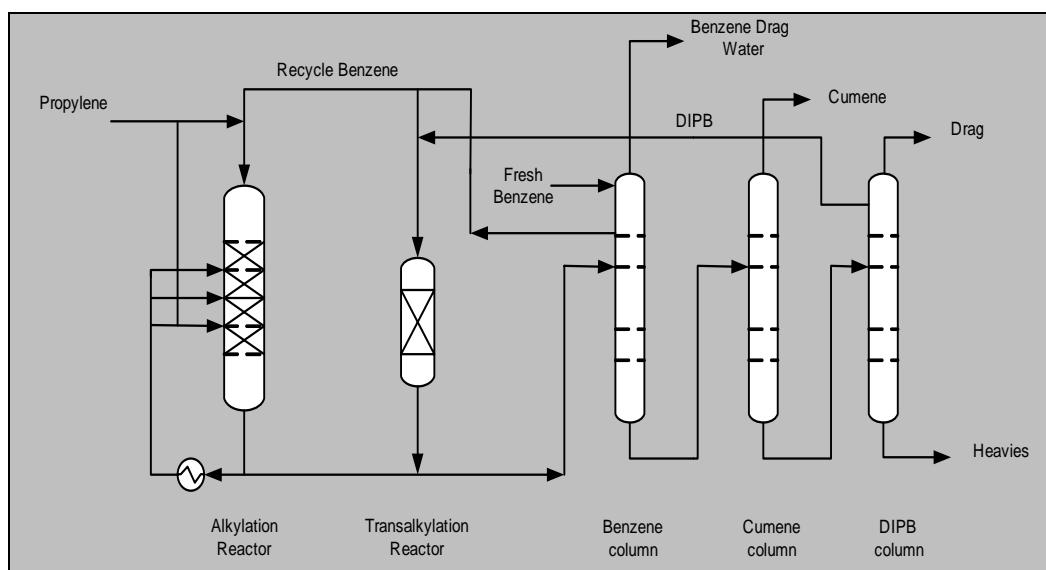 Benzene Drag
Water
Recycle Benzene
Propylene
Cumene
DIPB
Drag
Fresh
Benzene
Heavies
Alkylation
Reactor
Transalkylation
Reactor
Benzene
column
Cumene
column
DIPB
column